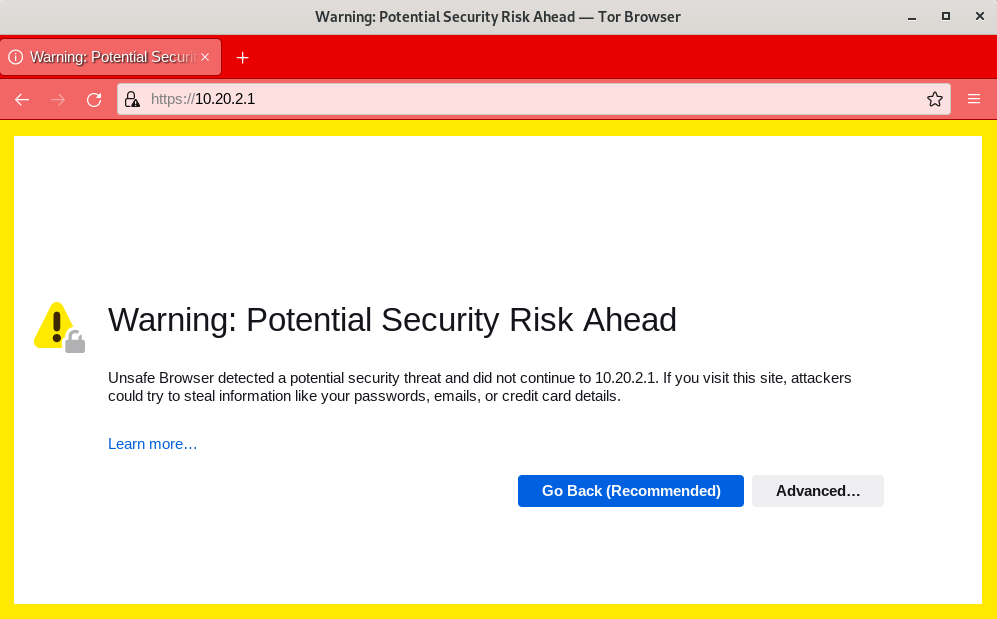 Warning: Potential Security Risk Ahead — Tor Browser
Warning: Potential Securi
https://10.20.2.1
Warning: Potential Security Risk Ahead
Unsafe Browser detected a potential security threat and did not continue to 10.20.2.1. If you visit this site, attackers
could try to steal information like your passwords, emails, or credit card details.
Learn more…
Go Back (Recommended) Advanced…